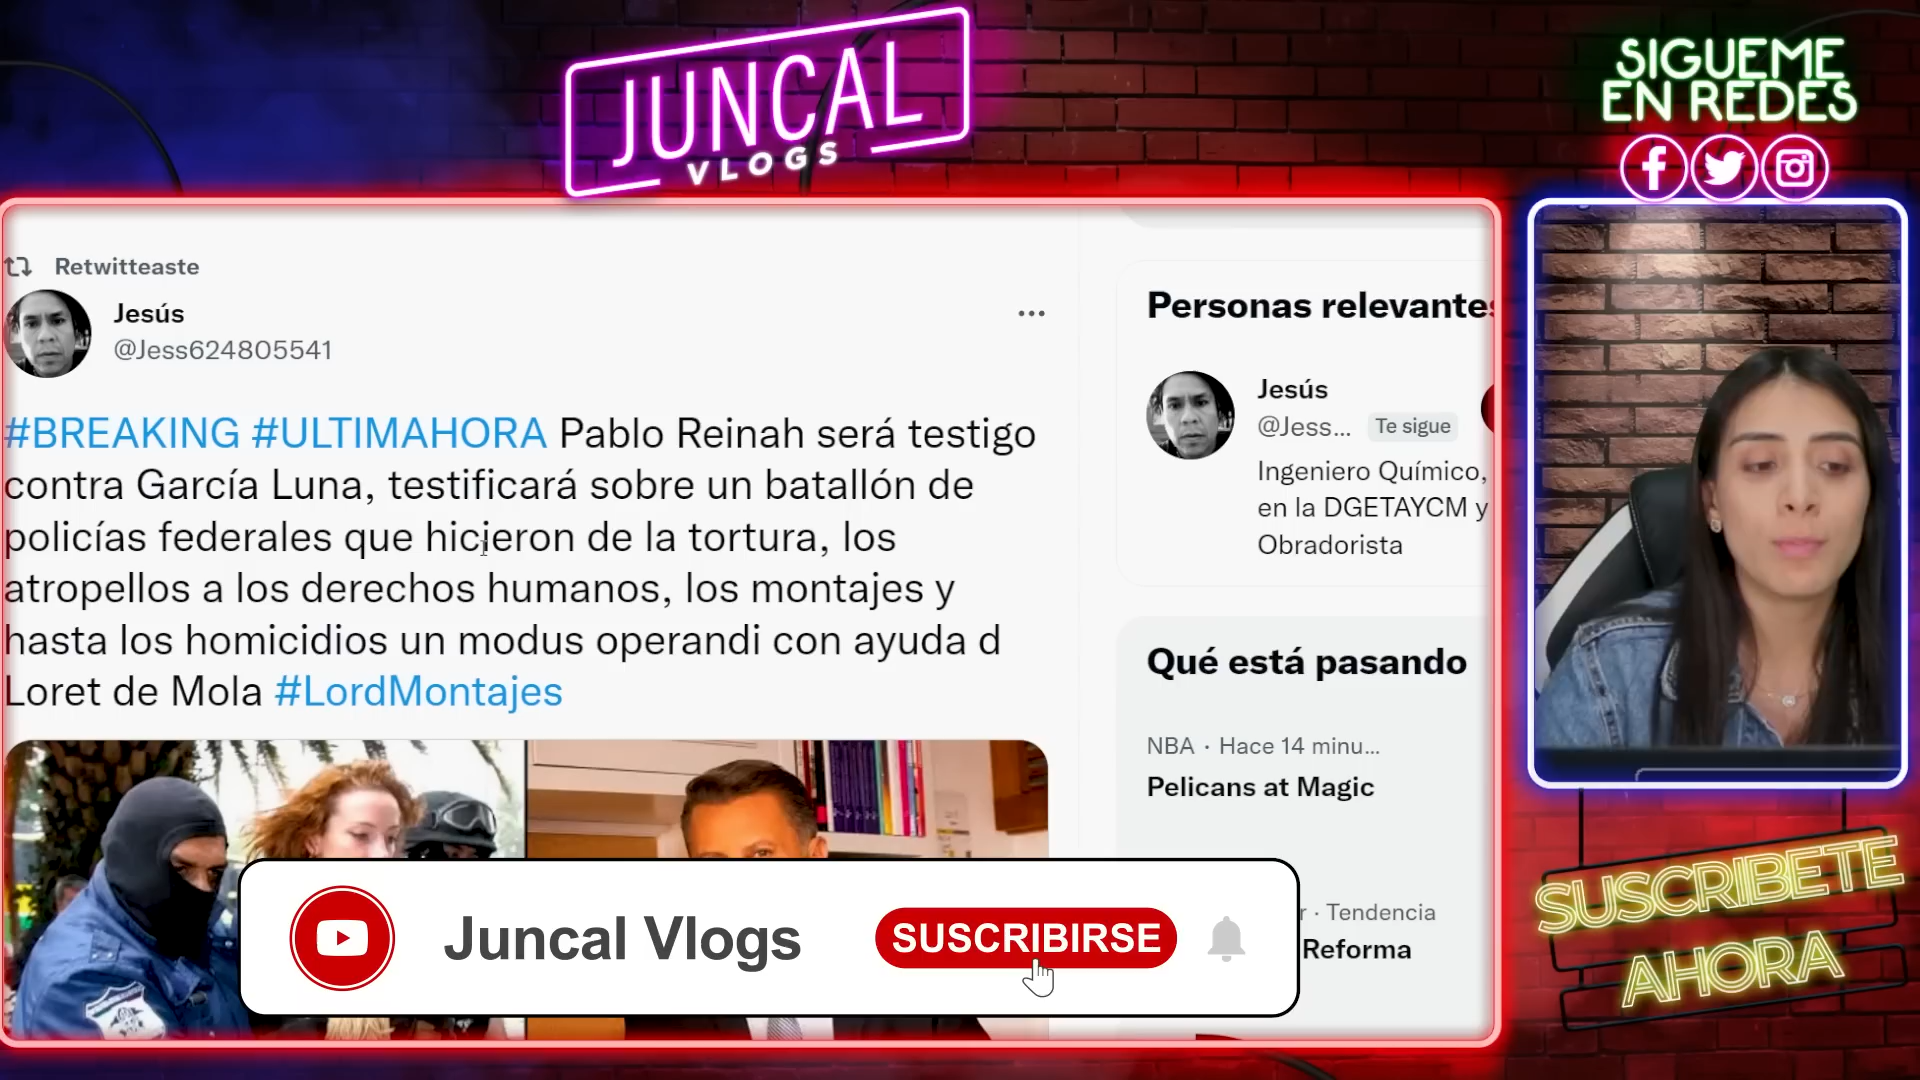 JUNCAL
VLOGS
SIGUEME
EN REDES
Retwitteaste
Jesús
@Jess624805541
#BREAKING #ULTIMAHORA Pablo Reinah será testigo
contra García Luna, testificará sobre un batallón de
policías federales que hicieron de la tortura, los
atropellos a los derechos humanos, los montajes y
hasta los homicidios un modus operandi con ayuda d
Loret de Mola #LordMontajes
Personas relevantes
Jesús
@Jess... Te sigue
Ingeniero Químico,
en la DGETAYCM y
Obradorista
Qué está pasando
NBA · Hace 14 minu...
Pelicans at Magic
r · Tendencia
Reforma
Juncal Vlogs
SUSCRIBIRSE
SUSCRIBETE
AHORA